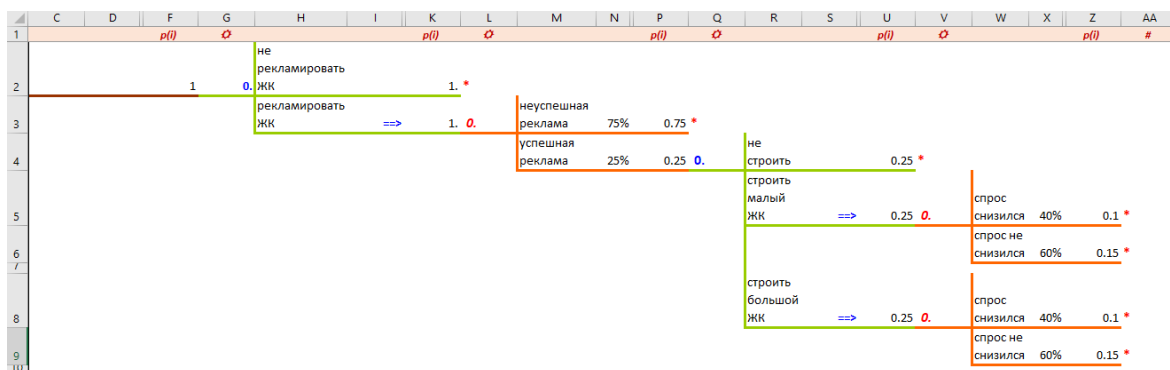 C D F G H I K L M N P Q R S U V W X Z AA
1 p(i) p(i) p(i) p(i) p(i) #
не
рекламировать
2 1 0. ЖК 1. *
рекламировать неуспешная
3 ЖК ==> 1. 0. реклама 75% 0.75 *
успешная не
4 реклама 25% 0.25 0. строить 0.25 *
строить
малый спрос
5 ЖК ==> 0.25 0. снизился 40% 0.1 *
спрос не
6 снизился 60% 0.15 *
7
строить
большой спрос
8 ЖК ==> 0.25 0. снизился 40% 0.1 *
спрос не
9 снизился 60% 0.15 *
10